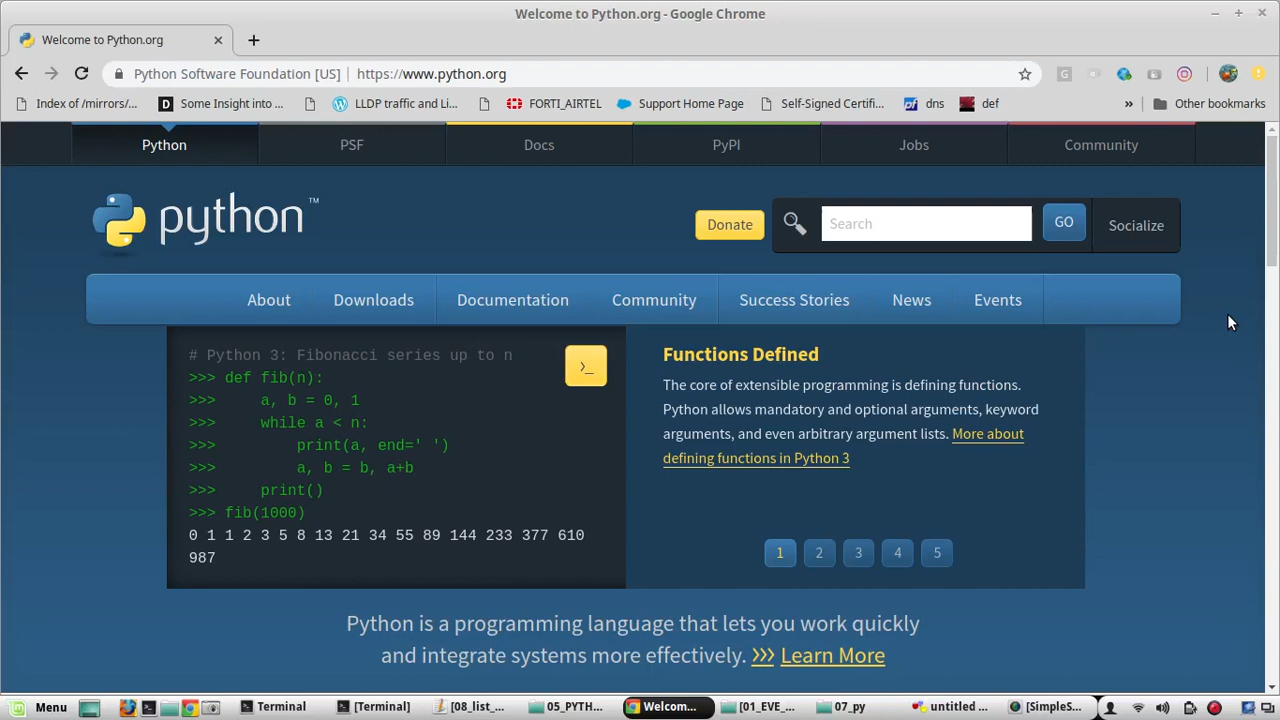 Welcome to Python.org - Google Chrome
Welcome to Python.org
Python Software Foundation [US] | https://www.python.org
Index of /mirrors/... Some Insight into ... LLDP traffic and Li... FORTI_AIRTEL Support Home Page Self-Signed Certifi... dns def » Other bookmarks
Python PSF Docs PyPI Jobs Community
python™
Donate Search GO Socialize
About Downloads Documentation Community Success Stories News Events
# Python 3: Fibonacci series up to n
>>> def fib(n):
>>>     a, b = 0, 1
>>>     while a < n:
>>>         print(a, end=' ')
>>>         a, b = b, a+b
>>>     print()
>>> fib(1000)
0 1 1 2 3 5 8 13 21 34 55 89 144 233 377 610
987
>_
Functions Defined
The core of extensible programming is defining functions.
Python allows mandatory and optional arguments, keyword
arguments, and even arbitrary argument lists. More about
defining functions in Python 3
1 2 3 4 5
Python is a programming language that lets you work quickly
and integrate systems more effectively. >>> Learn More
Menu Terminal [Terminal] [08_list_... 05_PYTH... Welcom... [01_EVE_... 07_py untitled ... [SimpleS...